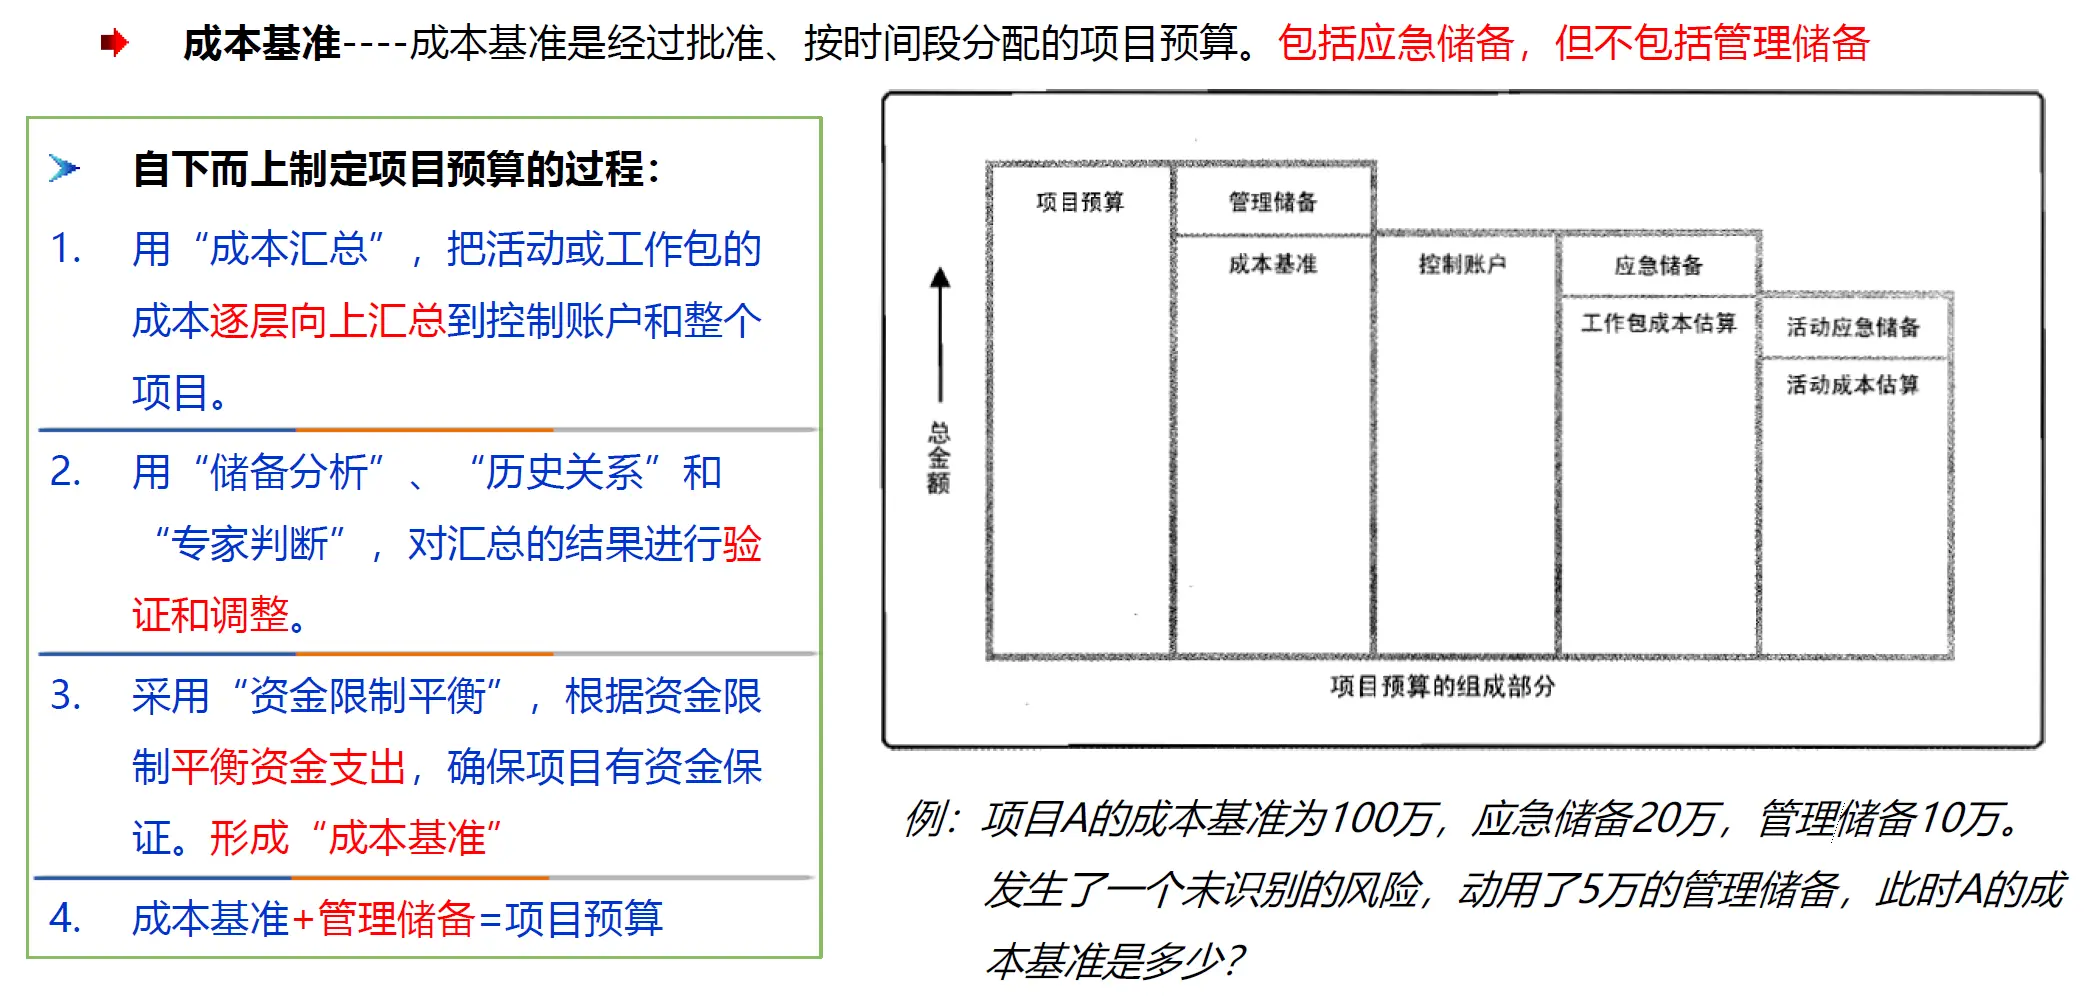 成本基准----成本基准是经过批准、按时间段分配的项目预算。包括应急储备，但不包括管理储备
自下而上制定项目预算的过程：
1. 用“成本汇总”，把活动或工作包的
成本逐层向上汇总到控制账户和整个
项目。
2. 用“储备分析”、“历史关系”和
“专家判断”，对汇总的结果进行验
证和调整。
3. 采用“资金限制平衡”，根据资金限
制平衡资金支出，确保项目有资金保
证。形成“成本基准”
4. 成本基准+管理储备=项目预算
项目预算
管理储备
成本基准
控制账户
应急储备
工作包成本估算
活动应急储备
活动成本估算
总金额
项目预算的组成部分
例：项目A的成本基准为100万，应急储备20万，管理储备10万。
发生了一个未识别的风险，动用了5万的管理储备，此时A的成
本基准是多少？